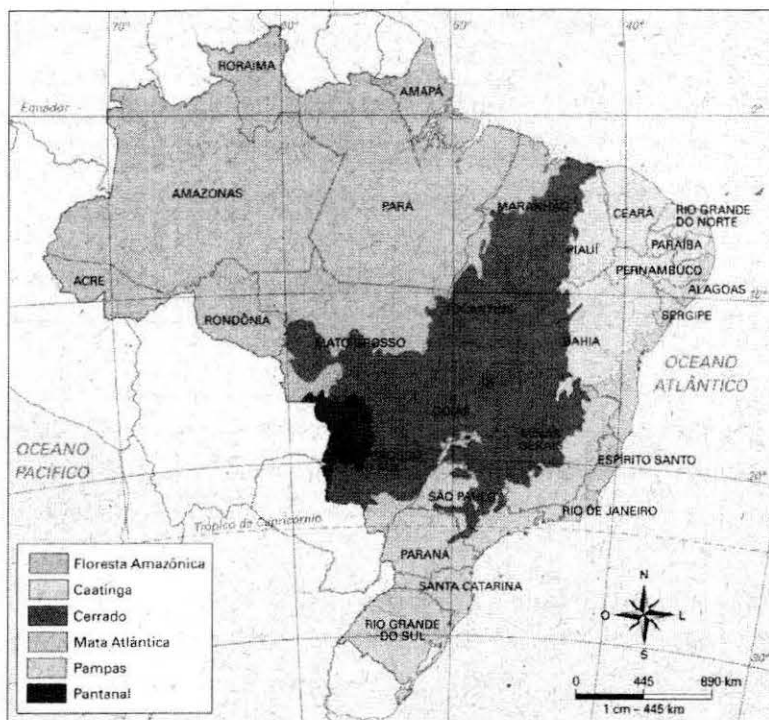 70°
60°
50°
40°
RORAIMA
AMAPÁ
Equador
0°
AMAZONAS
PARÁ
MARANHÃO
CEARÁ
RIO GRANDE
DO NORTE
PIAUÍ
PARAÍBA
PERNAMBUCO
ACRE
ALAGOAS
10°
RONDÔNIA
TOCANTINS
SERGIPE
MATO GROSSO
BAHIA
OCEANO
ATLÂNTICO
GOIÁS
OCEANO
PACÍFICO
MINAS
GERAIS
ESPÍRITO SANTO
20°
SÃO PAULO
RIO DE JANEIRO
Trópico de Capricórnio
PARANÁ
SANTA CATARINA
RIO GRANDE
DO SUL
30°
Floresta Amazônica
Caatinga
Cerrado
Mata Atlântica
Pampas
Pantanal
N
O
L
S
0 445 890 km
1 cm – 445 km